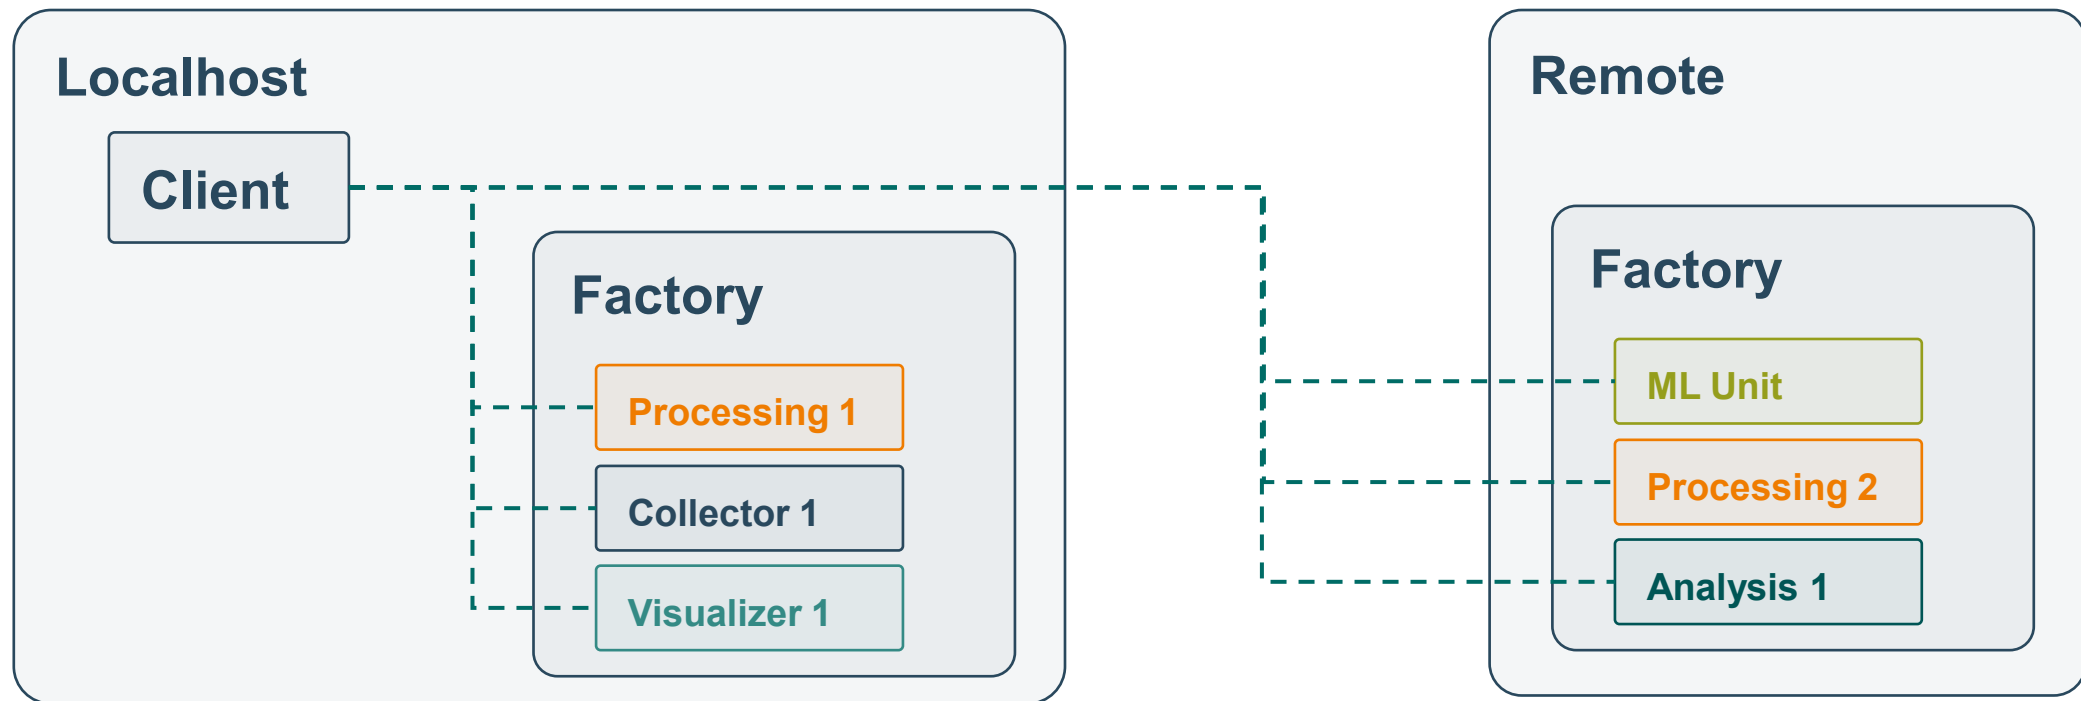 Localhost
Client
Factory
Processing 1
Collector 1
Visualizer 1
Remote
Factory
ML Unit
Processing 2
Analysis 1